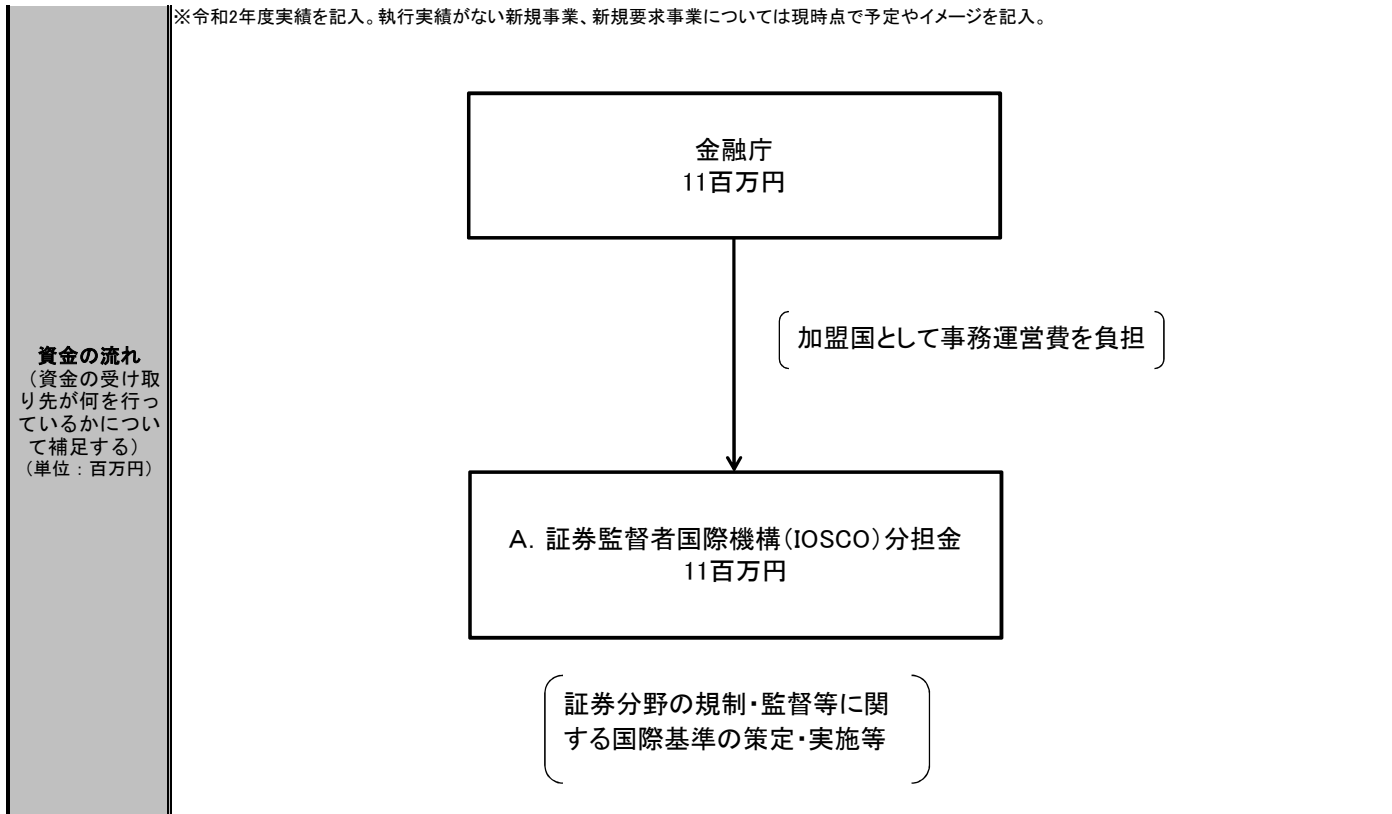 ※令和2年度実績を記入。執行実績がない新規事業、新規要求事業については現時点で予定やイメージを記入。
資金の流れ
（資金の受け取
り先が何を行っ
ているかについ
て補足する）
（単位：百万円）
金融庁
11百万円
加盟国として事務運営費を負担
A．証券監督者国際機構（IOSCO）分担金
11百万円
証券分野の規制・監督等に関
する国際基準の策定・実施等